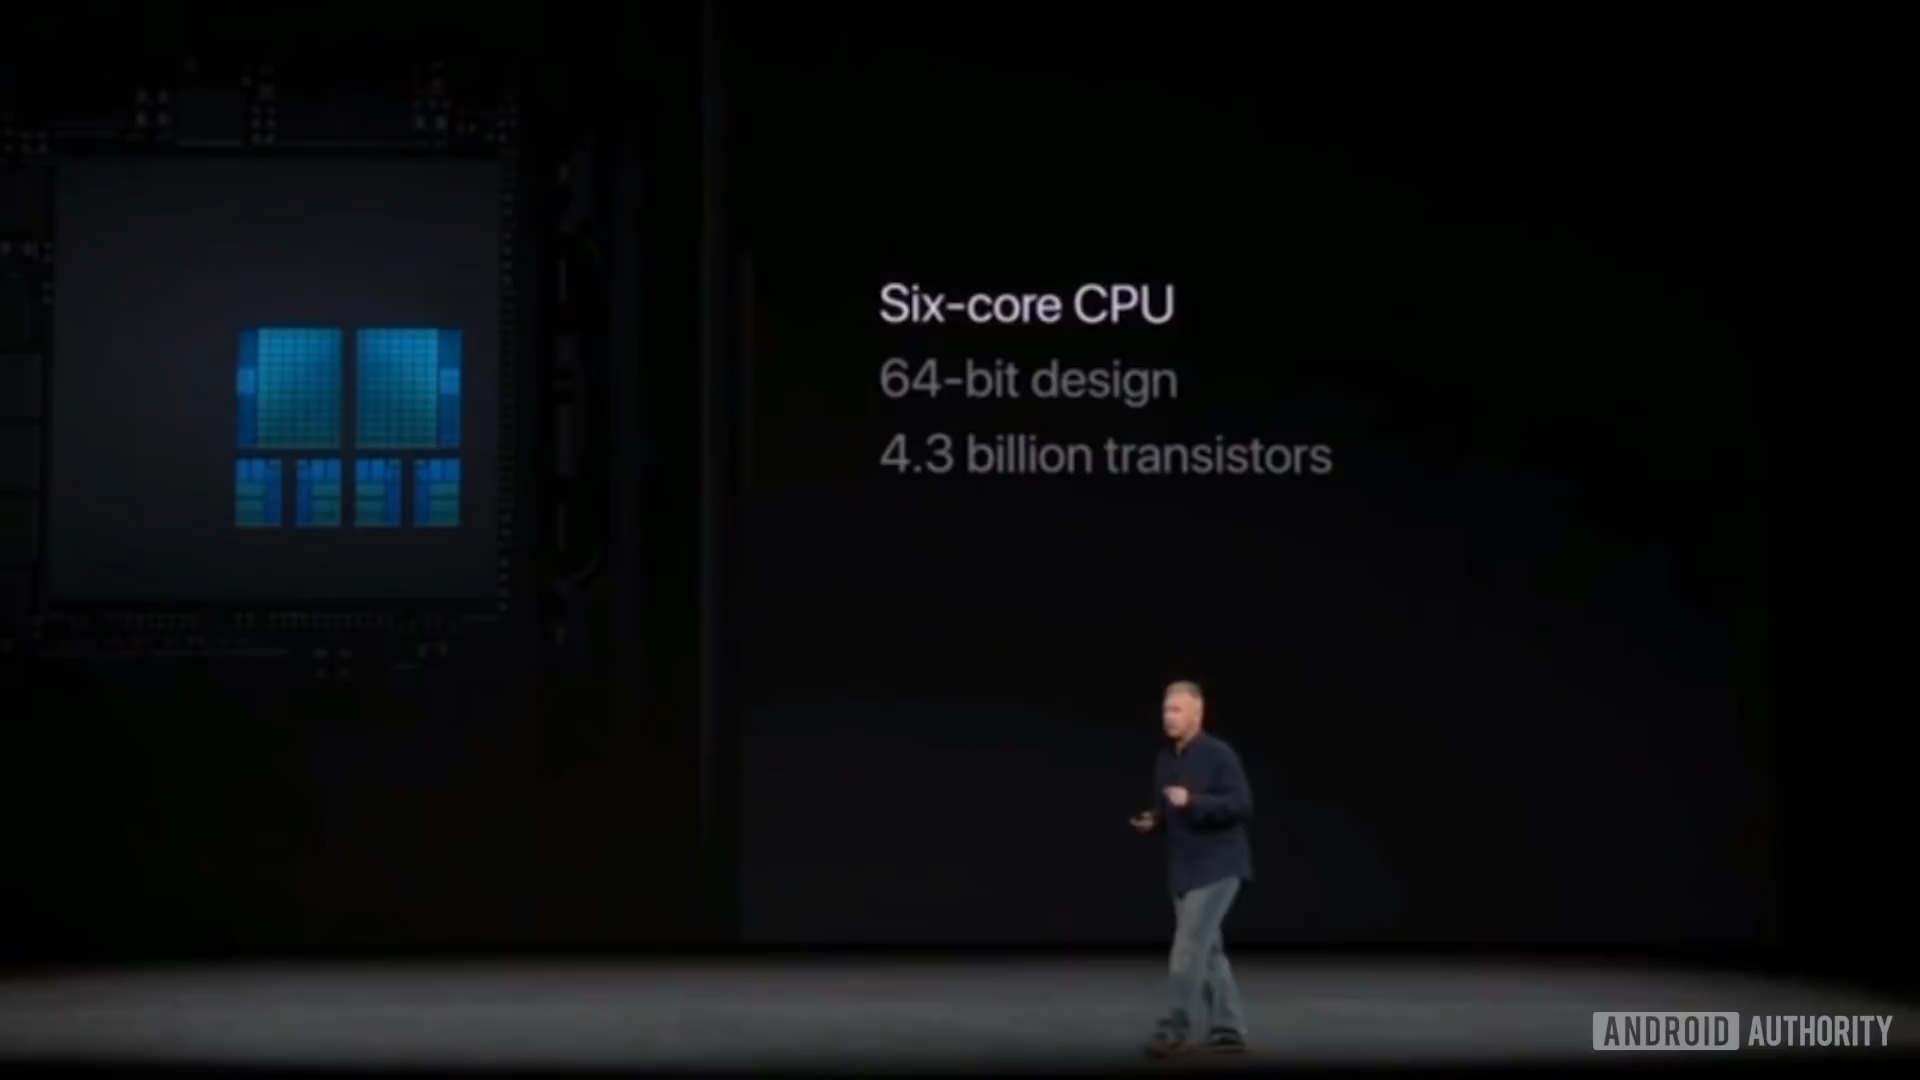 Six-core CPU
64-bit design
4.3 billion transistors
ANDROID AUTHORITY